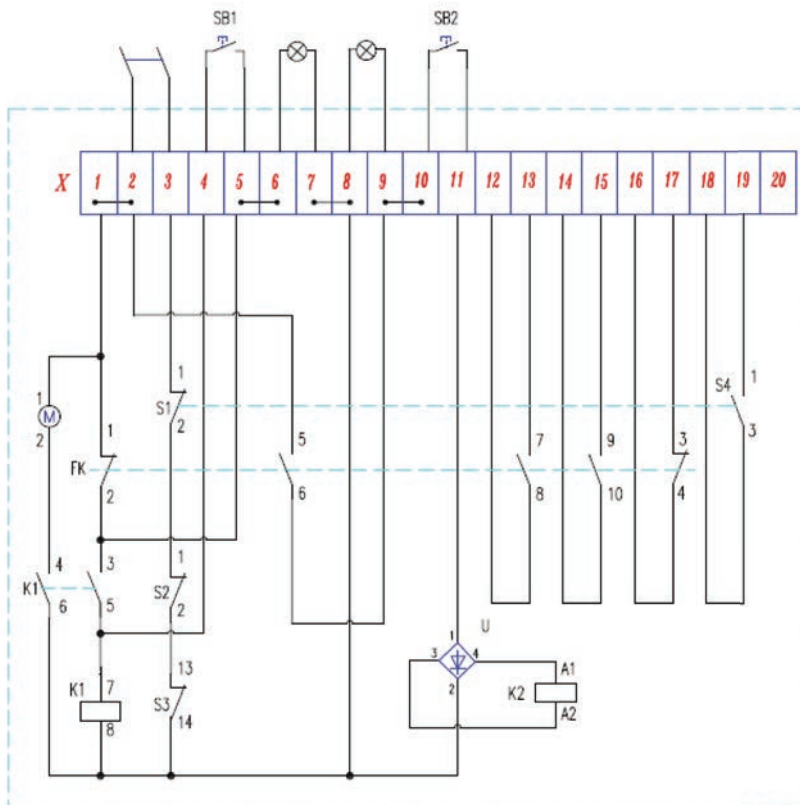 SB1 SB2
X 1 2 3 4 5 6 7 8 9 10 11 12 13 14 15 16 17 18 19 20
1 S4 1
1 S1
M 2 3
2 1 5 7 9 3
FK
2 6 8 10 4
4 3 1
K1 S2
6 5 2
U
1
13 3 4 A1
K1 7 S3 2 K2
8 14 A2